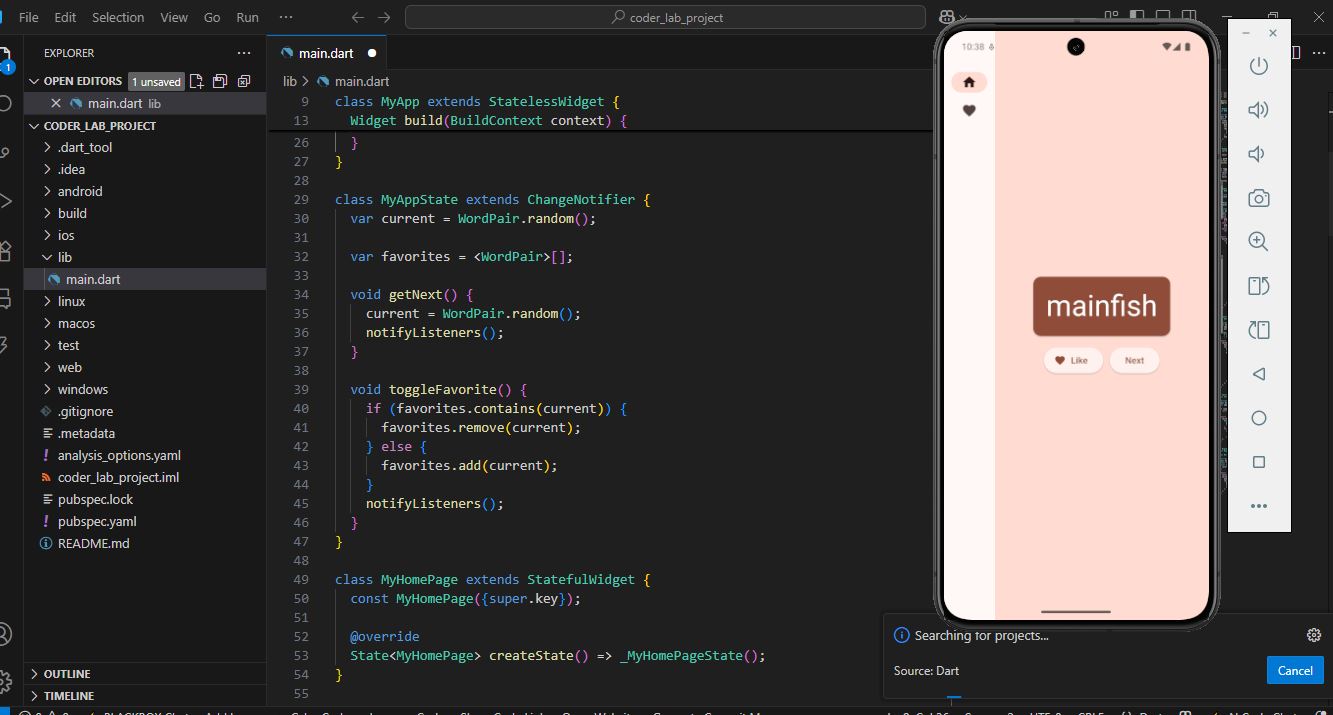 File Edit Selection View Go Run ...
coder_lab_project
EXPLORER
OPEN EDITORS 1 unsaved
main.dart lib
CODER_LAB_PROJECT
.dart_tool
.idea
android
build
ios
lib
main.dart
linux
macos
test
web
windows
.gitignore
.metadata
analysis_options.yaml
coder_lab_project.iml
pubspec.lock
pubspec.yaml
README.md
OUTLINE
TIMELINE
1
main.dart
lib > main.dart
9 class MyApp extends StatelessWidget {
13 Widget build(BuildContext context) {
26 }
27 }
28
29 class MyAppState extends ChangeNotifier {
30 var current = WordPair.random();
31
32 var favorites = <WordPair>[];
33
34 void getNext() {
35 current = WordPair.random();
36 notifyListeners();
37 }
38
39 void toggleFavorite() {
40 if (favorites.contains(current)) {
41 favorites.remove(current);
42 } else {
43 favorites.add(current);
44 }
45 notifyListeners();
46 }
47 }
48
49 class MyHomePage extends StatefulWidget {
50 const MyHomePage({super.key});
51
52 @override
53 State<MyHomePage> createState() => _MyHomePageState();
54 }
55
10:38
mainfish
Like Next
Searching for projects...
Source: Dart
Cancel